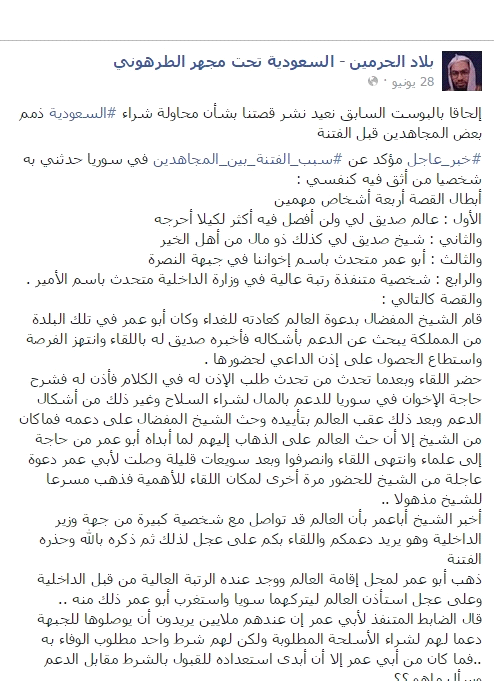 بلاد الحرمين - السعودية تحت مجهر الطرهوني
28 يونيو ·
إلحاقا بالبوست السابق نعيد نشر قصتنا بشأن محاولة شراء #السعودية ذمم
بعض المجاهدين قبل الفتنة
#خبر_عاجل مؤكد عن #سبب_الفتنة_بين_المجاهدين في سوريا حدثني به
شخصيا من أثق فيه كنفسي :
أبطال القصة أربعة أشخاص مهمين
الأول : عالم صديق لي ولن أفصل فيه أكثر لكيلا أحرجه
والثاني : شيخ صديق لي كذلك ذو مال من أهل الخير
والثالث : أبو عمر متحدث باسم إخواننا في جبهة النصرة
والرابع : شخصية متنفذة رتبة عالية في وزارة الداخلية متحدث باسم الأمير .
والقصة كالتالي :
قام الشيخ المفضال بدعوة العالم كعادته للغداء وكان أبو عمر في تلك البلدة
من المملكة يبحث عن الدعم بأشكاله فأخبره صديق له باللقاء وانتهز الفرصة
واستطاع الحصول على إذن الداعي لحضورها .
حضر اللقاء وبعدما تحدث من تحدث طلب الإذن له في الكلام فأذن له فشرح
حاجة الإخوان في سوريا للدعم بالمال لشراء السلاح وغير ذلك من أشكال
الدعم وبعد ذلك عقب العالم بتأييده وحث الشيخ المفضال على دعمه فماكان
من الشيخ إلا أن حث العالم على الذهاب إليهم لما أبداه أبو عمر من حاجة
إلى علماء وانتهى اللقاء وانصرفوا وبعد سويعات قليلة وصلت لأبي عمر دعوة
عاجلة من الشيخ للحضور مرة أخرى لمكان اللقاء للأهمية فذهب مسرعا
للشيخ مذهولا ..
أخبر الشيخ أباعمر بأن العالم قد تواصل مع شخصية كبيرة من جهة وزير
الداخلية وهو يريد دعمكم واللقاء بكم على عجل لذلك ثم ذكره بالله وحذره
الفتنة
ذهب أبو عمر لمحل إقامة العالم ووجد عنده الرتبة العالية من قبل الداخلية
وعلى عجل استأذن العالم ليتركهما سويا واستغرب أبو عمر ذلك منه ..
قال الضابط المتنفذ لأبي عمر إن عندهم ملايين يريدون أن يوصلوها للجبهة
دعما لهم لشراء الأسلحة المطلوبة ولكن لهم شرط واحد مطلوب الوفاء به
..فما كان من أبي عمر إلا أن أبدى استعداده للقبول بالشرط مقابل الدعم
وسأل ماهو ؟؟